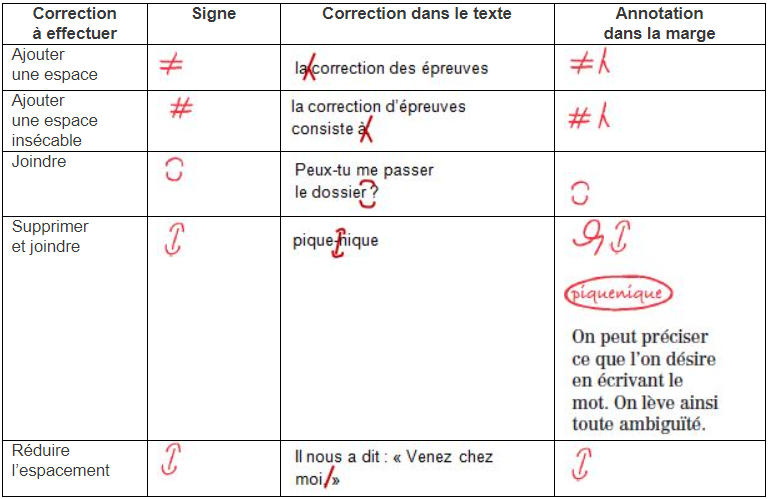 Correction
à effectuer
Signe
Correction dans le texte
Annotation
dans la marge
Ajouter
une espace
la correction des épreuves
Ajouter
une espace
insécable
la correction d’épreuves
consiste à
Joindre
Peux-tu me passer
le dossier ?
Supprimer
et joindre
pique-nique
piquenique
On peut préciser
ce que l’on désire
en écrivant le
mot. On lève ainsi
toute ambiguïté.
Réduire
l’espacement
Il nous a dit : « Venez chez
moi. »